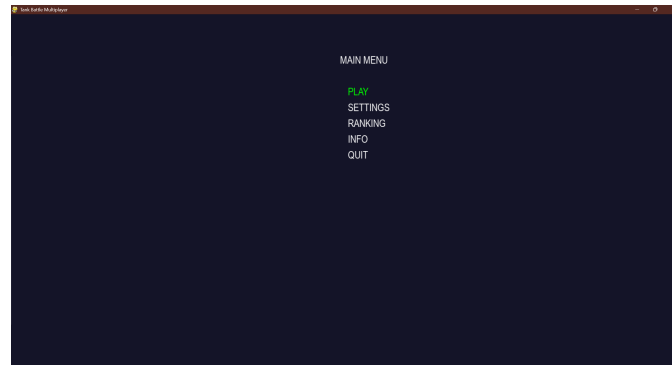 Tank Battle Multiplayer
MAIN MENU
PLAY
SETTINGS
RANKING
INFO
QUIT